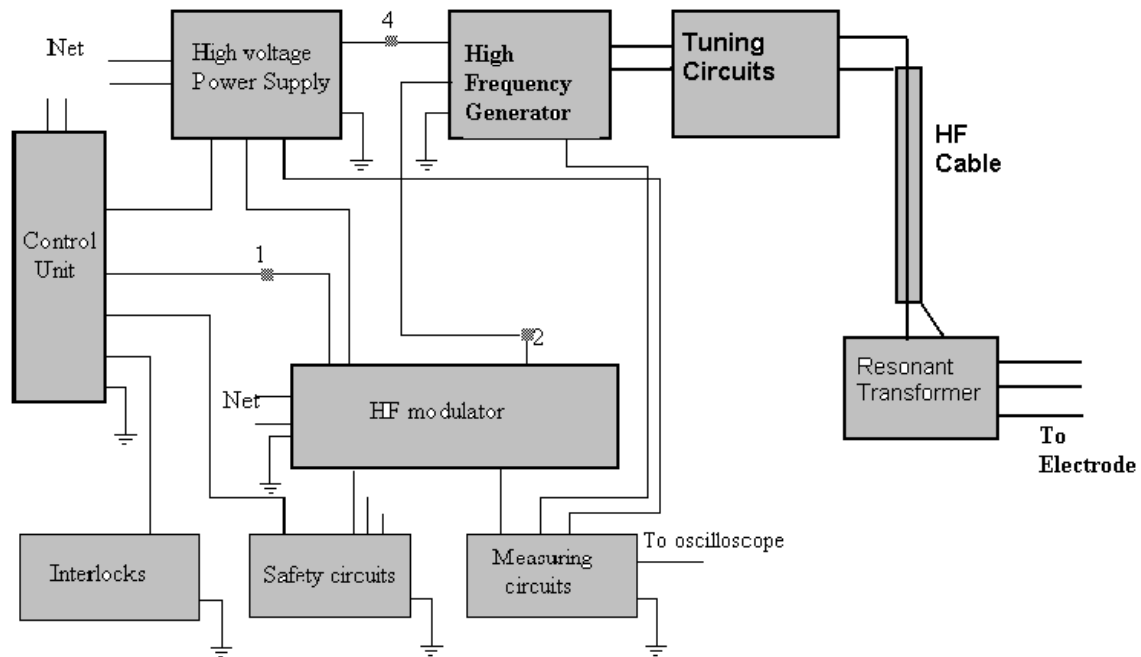 4
Net
High voltage
Power Supply
High
Frequency
Generator
Tuning
Circuits
HF
Cable
Control
Unit
1
2
Resonant
Transformer
Net
HF modulator
To
Electrode
Interlocks
Safety circuits
Measuring
circuits
To oscilloscope